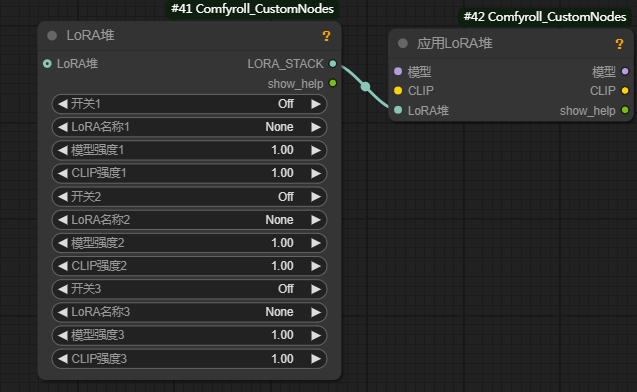 #41 Comfyroll_CustomNodes
LoRA堆 ?
LoRA堆 LORA_STACK
show_help
开关1 Off
LoRA名称1 None
模型强度1 1.00
CLIP强度1 1.00
开关2 Off
LoRA名称2 None
模型强度2 1.00
CLIP强度2 1.00
开关3 Off
LoRA名称3 None
模型强度3 1.00
CLIP强度3 1.00
#42 Comfyroll_CustomNodes
应用LoRA堆 ?
模型 模型
CLIP CLIP
LoRA堆 show_help